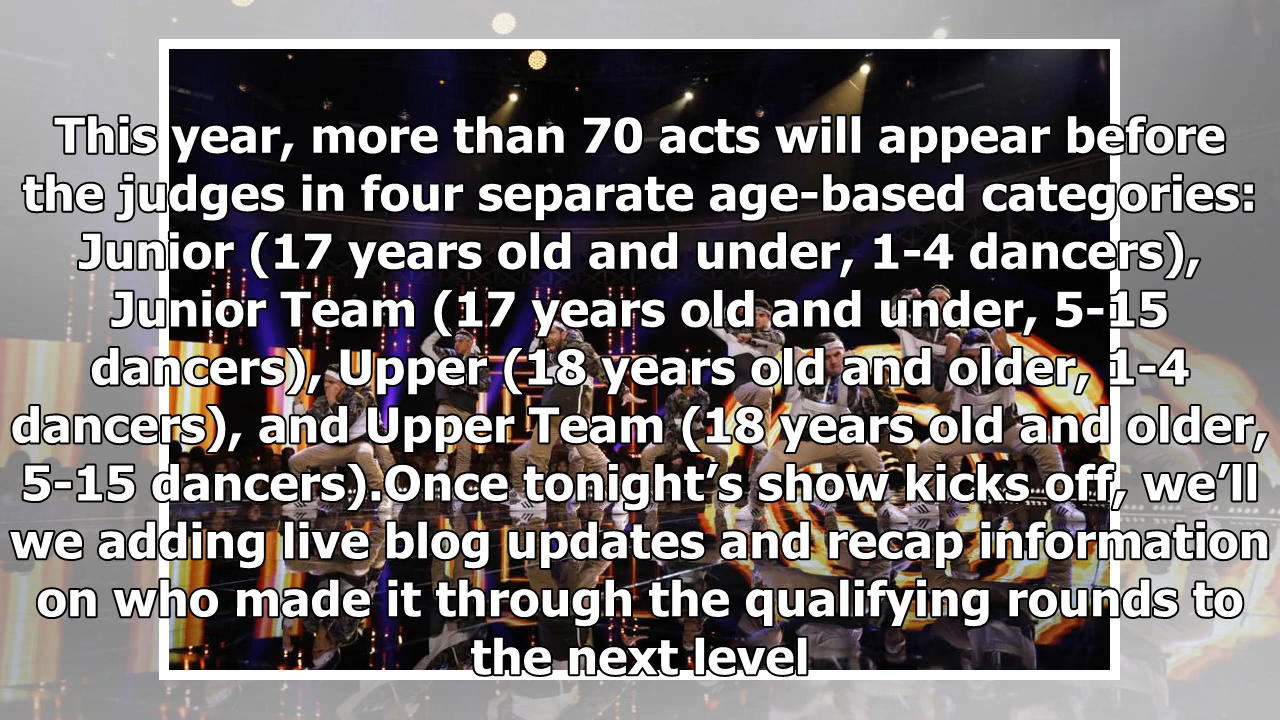 This year, more than 70 acts will appear before
the judges in four separate age-based categories:
Junior (17 years old and under, 1-4 dancers),
Junior Team (17 years old and under, 5-15
dancers), Upper (18 years old and older, 1-4
dancers), and Upper Team (18 years old and older,
5-15 dancers).Once tonight’s show kicks off, we’ll
we adding live blog updates and recap information
on who made it through the qualifying rounds to
the next level